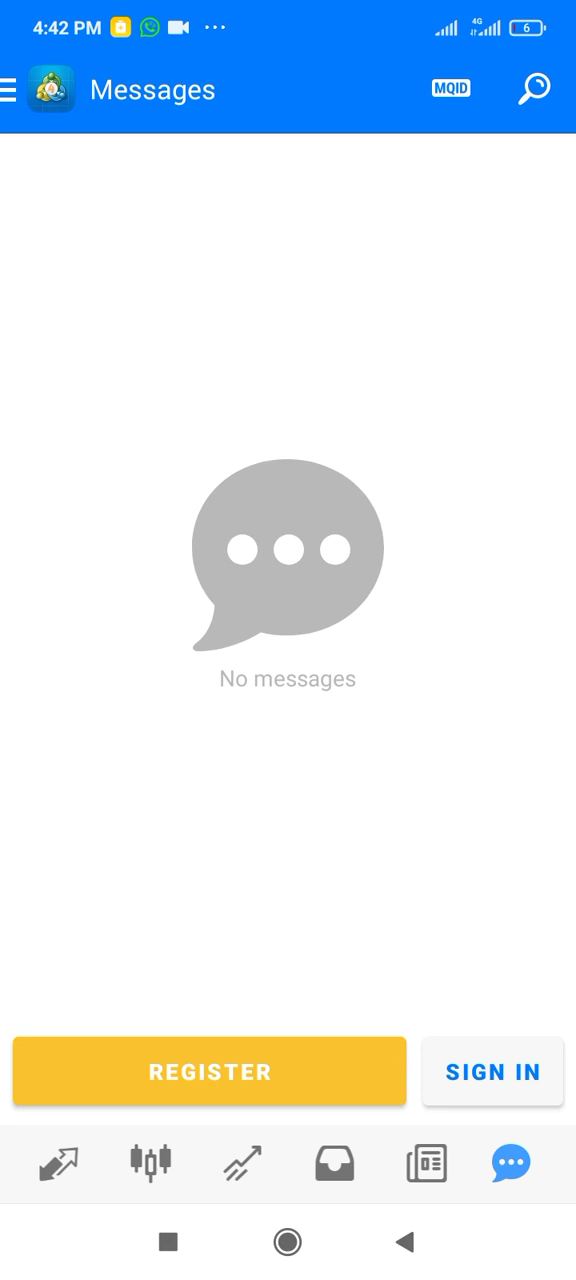 4:42 PM
4G
6
Messages
MQID
No messages
REGISTER
SIGN IN